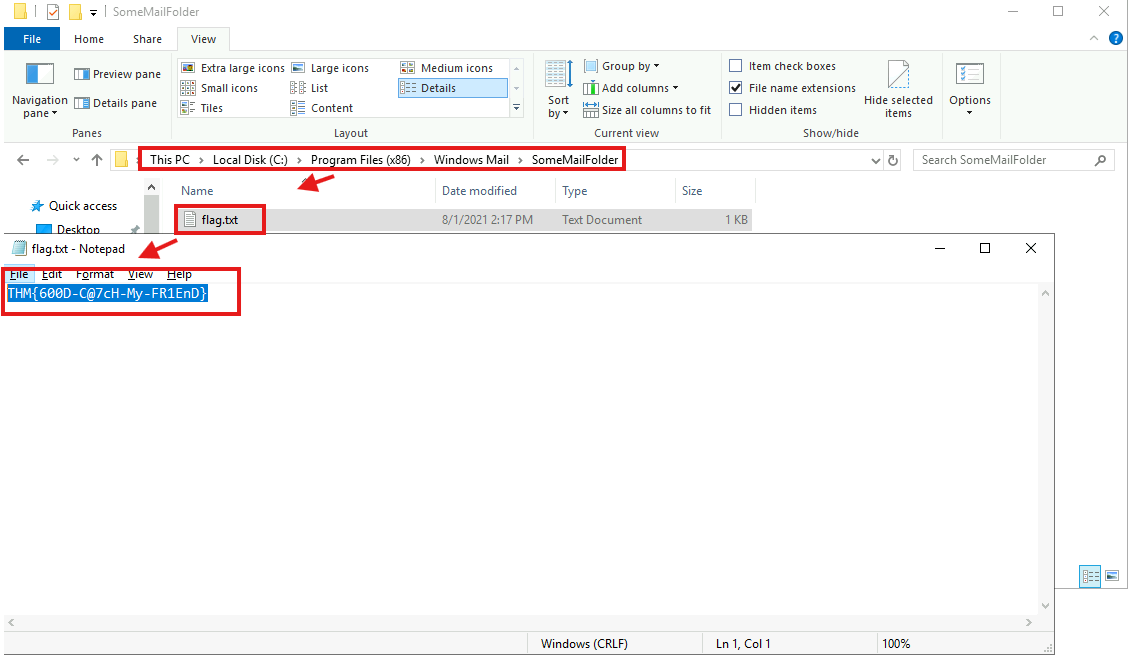 SomeMailFolder
File Home Share View
Navigation pane
Preview pane
Details pane
Panes
Extra large icons Large icons Medium icons
Small icons List Details
Tiles Content
Layout
Sort by
Group by
Add columns
Size all columns to fit
Current view
Item check boxes
File name extensions
Hidden items
Hide selected items
Show/hide
Options
This PC > Local Disk (C:) > Program Files (x86) > Windows Mail > SomeMailFolder
Search SomeMailFolder
Name Date modified Type Size
Quick access
Desktop
flag.txt 8/1/2021 2:17 PM Text Document 1 KB
flag.txt - Notepad
File Edit Format View Help
THM{600D-C@7cH-My-FR1EnD}
Windows (CRLF) Ln 1, Col 1 100%